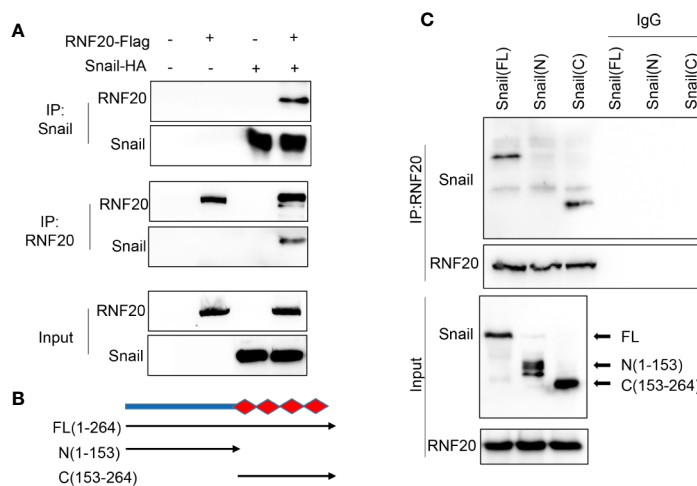 A
RNF20-Flag - + - +
Snail-HA - - + +
IP:
Snail
RNF20
Snail
IP:
RNF20
RNF20
Snail
Input
RNF20
Snail
B
FL(1-264)
N(1-153)
C(153-264)
C
IgG
Snail(FL)
Snail(N)
Snail(C)
Snail(FL)
Snail(N)
Snail(C)
IP:RNF20
Snail
RNF20
Input
Snail
FL
N(1-153)
C(153-264)
RNF20